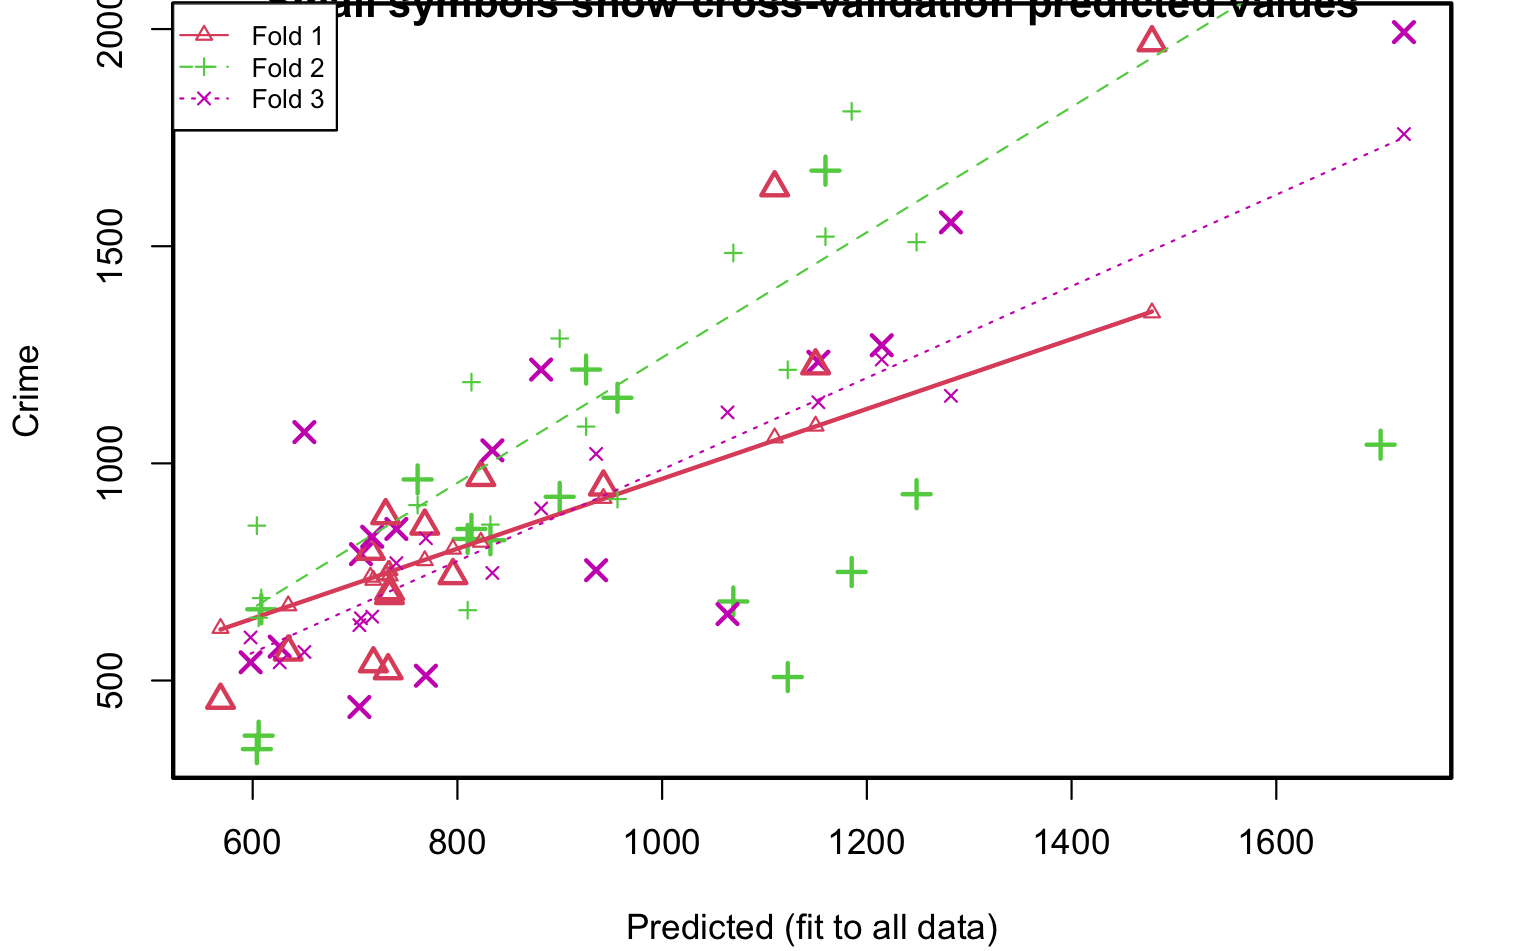 symbols show cross-validation predicted values
Fold 1
Fold 2
Fold 3
2000
1500
1000
500
Crime
600 800 1000 1200 1400 1600
Predicted (fit to all data)